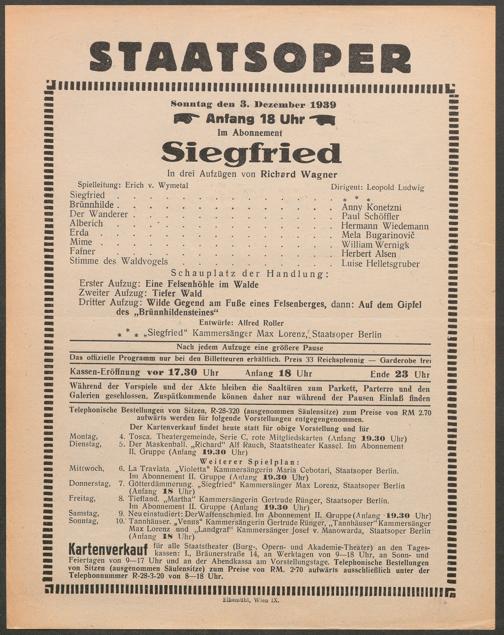 STAATSOPER
Sonntag den 3. Dezember 1939
Anfang 18 Uhr
Im Abonnement
Siegfried
In drei Aufzügen von Richard Wagner
Spielleitung: Erich v. Wymetal Dirigent: Leopold Ludwig
Siegfried . . . . . . . . . . * * *
Brünnhilde . . . . . . . . . . Anny Konetzni
Der Wanderer . . . . . . . . . . Paul Schöffler
Alberich . . . . . . . . . . Hermann Wiedemann
Erda . . . . . . . . . . Mela Bugarinovič
Mime . . . . . . . . . . William Wernigk
Fafner . . . . . . . . . . Herbert Alsen
Stimme des Waldvogels . . . . . . . . . . Luise Helletsgruber
Schauplatz der Handlung:
Erster Aufzug: Eine Felsenhöhle im Walde
Zweiter Aufzug: Tiefer Wald
Dritter Aufzug: Wilde Gegend am Fuße eines Felsenberges, dann: Auf dem Gipfel
des „Brünnhildensteines"
Entwürfe: Alfred Roller
* * * „Siegfried" Kammersänger Max Lorenz, Staatsoper Berlin
Nach jedem Aufzuge eine größere Pause
Das offizielle Programm nur bei den Billetteuren erhältlich. Preis 33 Reichspfennig — Garderobe frei
Kassen-Eröffnung vor 17.30 Uhr Anfang 18 Uhr Ende 23 Uhr
Während der Vorspiele und der Akte bleiben die Saaltüren zum Parkett, Parterre und den
Galerien geschlossen. Zuspätkommende können daher nur während der Pausen Einlaß finden
Telephonische Bestellungen von Sitzen, R-28-320 (ausgenommen Säulensitze) zum Preise von RM 2.70
aufwärts werden für folgende Vorstellungen entgegengenommen.
Der Kartenverkauf findet heute statt für obige Vorstellung und für
Montag, 4. Tosca. Theatergemeinde, Serie C, rote Mitgliedskarten (Anfang 19.30 Uhr)
Dienstag, 5. Der Maskenball. „Richard" Alf Rauch, Staatstheater Kassel. Im Abonnement
II. Gruppe (Anfang 19.30 Uhr)
Weiterer Spielplan:
Mittwoch, 6. La Traviata. „Violetta" Kammersängerin Maria Cebotari, Staatsoper Berlin.
Im Abonnement II. Gruppe (Anfang 19.30 Uhr)
Donnerstag, 7. Götterdämmerung. „Siegfried" Kammersänger Max Lorenz, Staatsoper Berlin
(Anfang 18 Uhr)
Freitag, 8. Tiefland. „Martha" Kammersängerin Gertrude Rünger, Staatsoper Berlin.
Im Abonnement II. Gruppe (Anfang 19.30 Uhr)
Samstag, 9. Neueinstudiert: Der Waffenschmied. Im Abonnement II. Gruppe (Anfang 19.30 Uhr)
Sonntag, 10. Tannhäuser. „Venus" Kammersängerin Gertrude Rünger, „Tannhäuser" Kammersänger
Max Lorenz und „Landgraf" Kammersänger Josef v. Manowarda, Staatsoper Berlin
(Anfang 18 Uhr)
Kartenverkauf für alle Staatstheater (Burg-, Opern- und Akademie-Theater) an den Tages-
kassen: I., Bräunerstraße 14, an Werktagen von 9—18 Uhr, an Sonn- und
Feiertagen von 9—17 Uhr und an der Abendkassa am Vorstellungstage. Telephonische Bestellungen
von Sitzen (ausgenommen Säulensitze) zum Preise von RM. 2·70 aufwärts ausschließlich unter der
Telephonnummer R-28-3-20 von 8—18 Uhr.
Elbemühl, Wien IX.